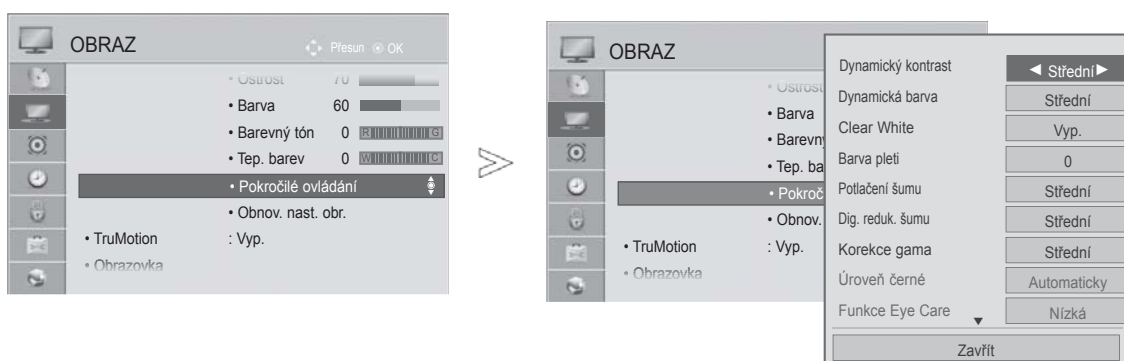 OBRAZ
Přesun OK
• Ostrost 70
• Barva 60
• Barevný tón 0 R G
• Tep. barev 0 W C
• Pokročilé ovládání
• Obnov. nast. obr.
• TruMotion : Vyp.
• Obrazovka
OBRAZ
• Ostrost
• Barva
• Barevn
• Tep. ba
• Pokroč
• Obnov.
• TruMotion : Vyp.
• Obrazovka
Dynamický kontrast ◄ Střední ►
Dynamická barva Střední
Clear White Vyp.
Barva pleti 0
Potlačení šumu Střední
Dig. reduk. šumu Střední
Korekce gama Střední
Úroveň černé Automaticky
Funkce Eye Care Nízká
Zavřít